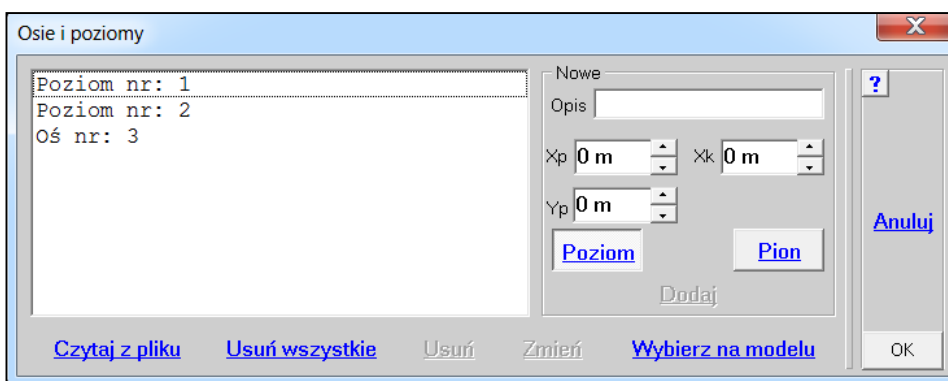 Osie i poziomy
X
Poziom nr: 1
Poziom nr: 2
Oś nr: 3
Nowe
Opis
Xp 0 m Xk 0 m
Yp 0 m
Poziom Pion
Dodaj
?
Anuluj
Czytaj z pliku Usuń wszystkie Usuń Zmień Wybierz na modelu
OK